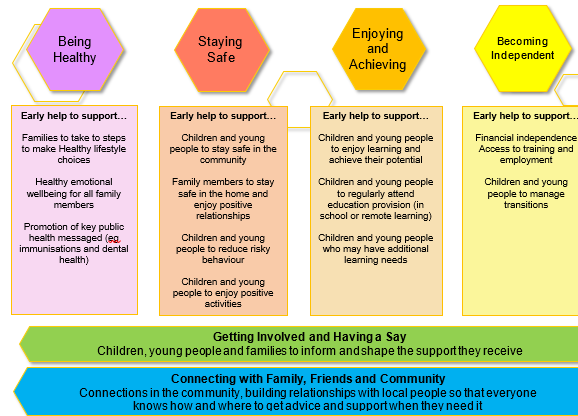 Being
Healthy
Staying
Safe
Enjoying
and
Achieving
Becoming
Independent
Early help to support…
Families to take to steps
to make Healthy lifestyle
choices
Healthy emotional
wellbeing for all family
members
Promotion of key public
health messaged (eg.
immunisations and dental
health)
Early help to support…
Children and young
people to stay safe in the
community
Family members to stay
safe in the home and
enjoy positive
relationships
Children and young
people to reduce risky
behaviour
Children and young
people to enjoy positive
activities
Early help to support…
Children and young people
to enjoy learning and
achieve their potential
Children and young people
to regularly attend
education provision (in
school or remote learning)
Children and young people
who may have additional
learning needs
Early help to support…
Financial independence
Access to training and
employment
Children and young
people to manage
transitions
Getting Involved and Having a Say
Children, young people and families to inform and shape the support they receive
Connecting with Family, Friends and Community
Connections in the community, building relationships with local people so that everyone
knows how and where to get advice and support when they need it